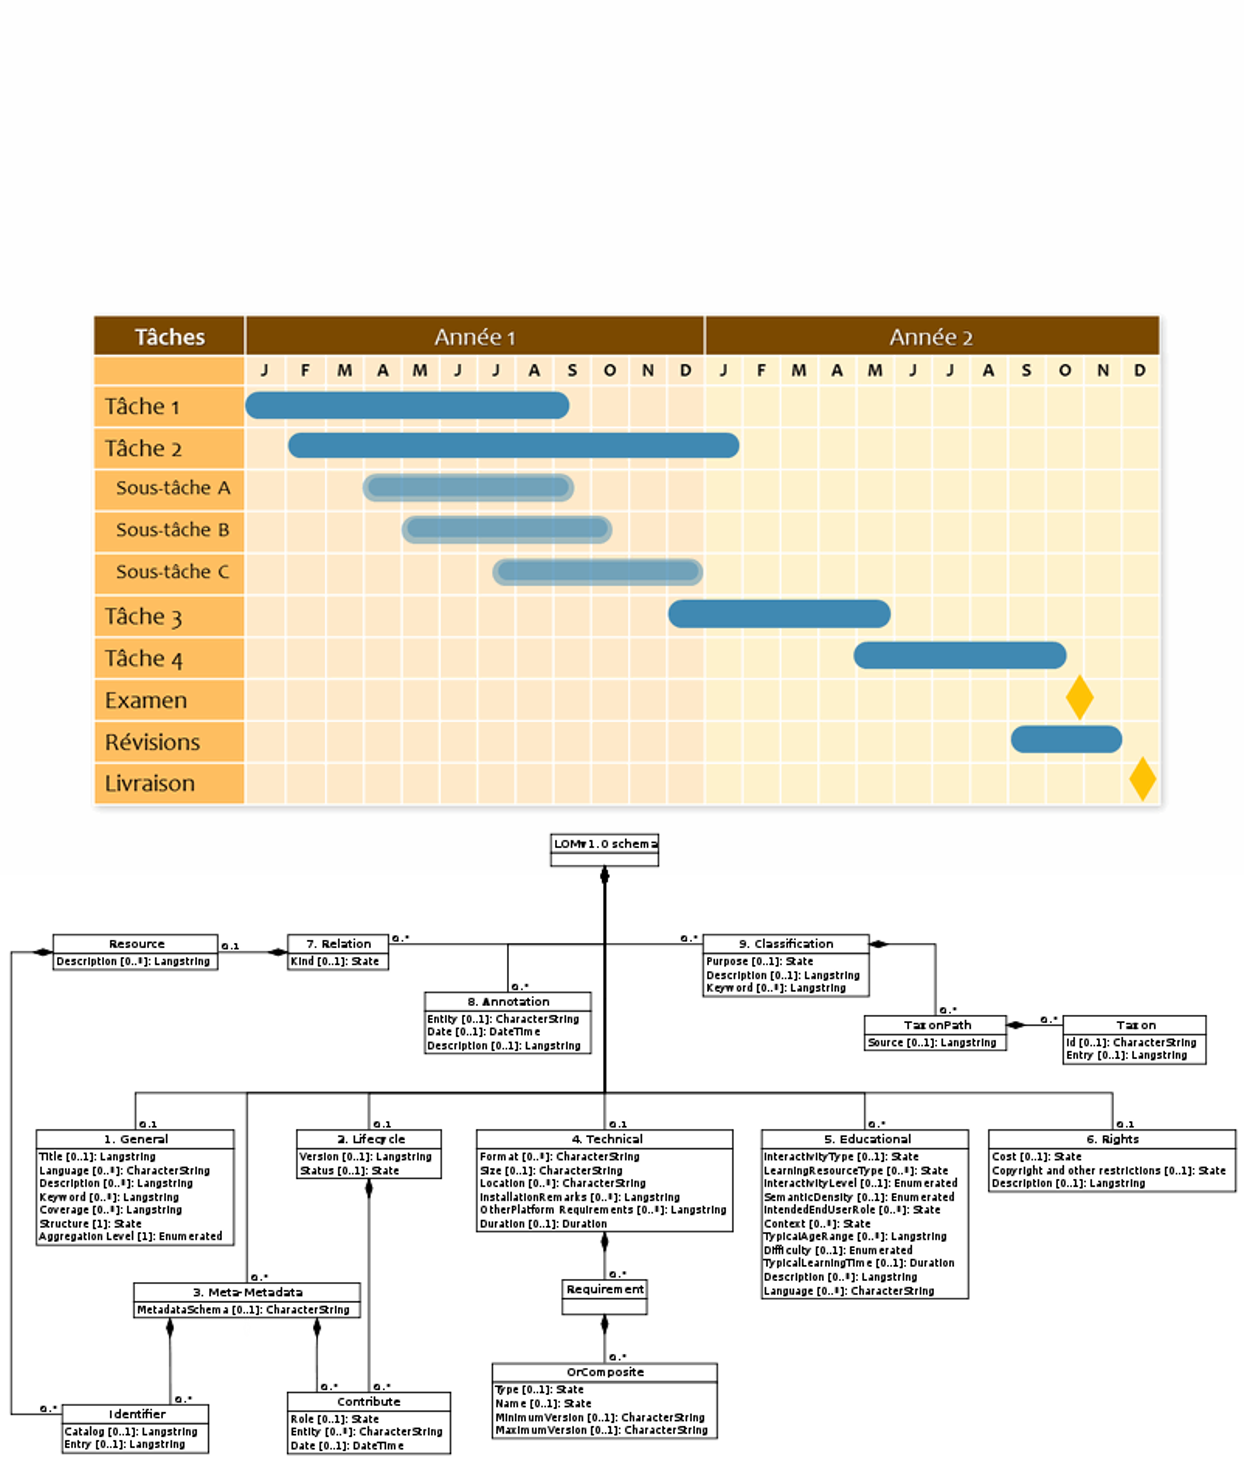 Tâches Année 1 Année 2
J F M A M J J A S O N D J F M A M J J A S O N D
Tâche 1
Tâche 2
Sous-tâche A
Sous-tâche B
Sous-tâche C
Tâche 3
Tâche 4
Examen
Révisions
Livraison
LOMv1.0 schema
Resource
Description [0..*]: Langstring
0..1
7. Relation
Kind [0..1]: State
0..*
0..*
9. Classification
Purpose [0..1]: State
Description [0..1]: Langstring
Keyword [0..*]: Langstring
0..*
8. Annotation
Entity [0..1]: CharacterString
Date [0..1]: DateTime
Description [0..1]: Langstring
0..*
TaxonPath
Source [0..1]: Langstring
0..*
Taxon
Id [0..1]: CharacterString
Entry [0..1]: Langstring
0..1
1. General
Title [0..1]: Langstring
Language [0..*]: CharacterString
Description [0..*]: Langstring
Keyword [0..*]: Langstring
Coverage [0..*]: Langstring
Structure [1]: State
Aggregation Level [1]: Enumerated
0..1
2. Lifecycle
Version [0..1]: Langstring
Status [0..1]: State
0..1
4. Technical
Format [0..*]: CharacterString
Size [0..1]: CharacterString
Location [0..*]: CharacterString
InstallationRemarks [0..*]: Langstring
OtherPlatform Requirements [0..*]: Langstring
Duration [0..1]: Duration
0..*
5. Educational
InteractivityType [0..1]: State
LearningResourceType [0..*]: State
InteractivityLevel [0..1]: Enumerated
SemanticDensity [0..1]: Enumerated
IntendedEndUserRole [0..*]: State
Context [0..*]: State
TypicalAgeRange [0..*]: Langstring
Difficulty [0..1]: Enumerated
TypicalLearningTime [0..1]: Duration
Description [0..*]: Langstring
Language [0..*]: CharacterString
0..1
6. Rights
Cost [0..*]: State
Copyright and other restrictions [0..1]: State
Description [0..1]: Langstring
0..*
3. Meta-Metadata
MetadataSchema [0..1]: CharacterString
0..*
Requirement
0..*
OrComposite
Type [0..1]: State
Name [0..1]: State
MinimumVersion [0..1]: CharacterString
MaximumVersion [0..1]: CharacterString
0..* 0..*
Contribute
Role [0..1]: State
Entity [0..*]: CharacterString
Date [0..1]: DateTime
0..* 0..*
Identifier
Catalog [0..1]: Langstring
Entry [0..1]: Langstring